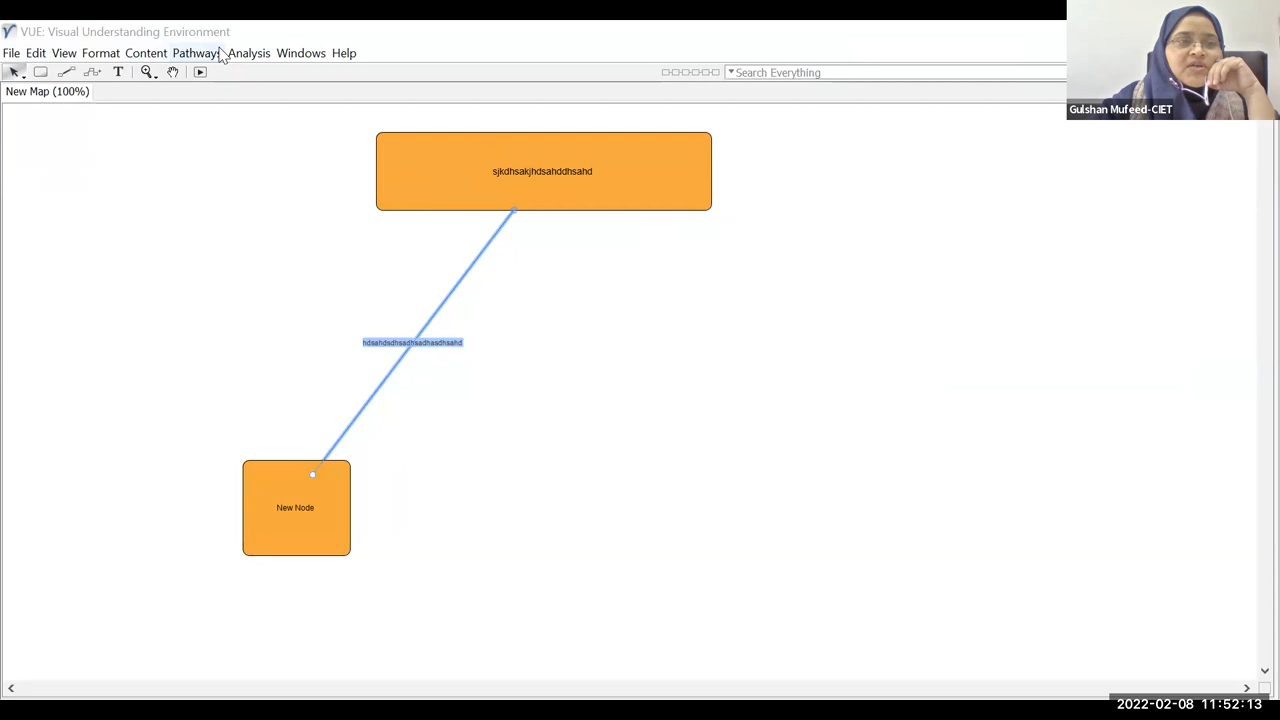 VUE: Visual Understanding Environment
File Edit View Format Content Pathways Analysis Windows Help
T
Search Everything
New Map (100%)
Gulshan Mufeed-CIET
sjkdhsakjhdsahddhsahd
hdsahdsdhsadhsadhasdhsahd
New Node
2022-02-08 11:52:13